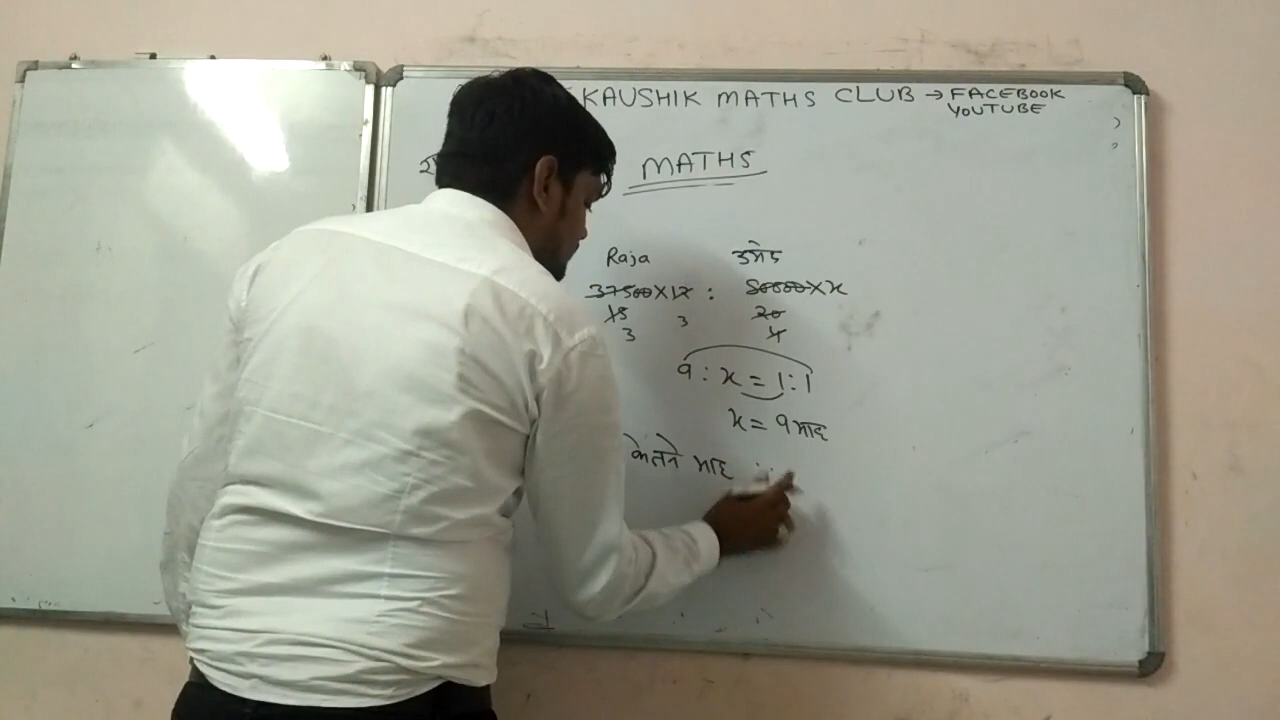 KAUSHIK MATHS CLUB → FACEBOOK
YOUTUBE
MATHS
Raja उमेद
37500×12 : 50000×x
15 3 20
3 4
9 : x = 1 : 1
x = 9 माह
माह